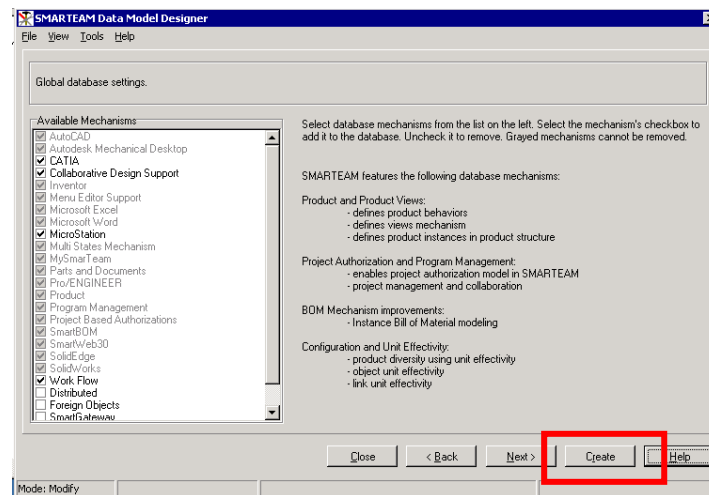 SMARTEAM Data Model Designer
File View Tools Help
Global database settings.
Available Mechanisms
AutoCAD
Autodesk Mechanical Desktop
CATIA
Collaborative Design Support
Inventor
Menu Editor Support
Microsoft Excel
Microsoft Word
MicroStation
Multi States Mechanism
MySmarTeam
Parts and Documents
Pro/ENGINEER
Product
Program Management
Project Based Authorizations
SmartBOM
SmartWeb30
SolidEdge
SolidWorks
Work Flow
Distributed
Foreign Objects
SmartGateway
Select database mechanisms from the list on the left. Select the mechanism's checkbox to
add it to the database. Uncheck it to remove. Grayed mechanisms cannot be removed.
SMARTEAM features the following database mechanisms:
Product and Product Views:
- defines product behaviors
- defines views mechanism
- defines product instances in product structure
Project Authorization and Program Management:
- enables project authorization model in SMARTEAM
- project management and collaboration
BOM Mechanism improvements:
- Instance Bill of Material modeling
Configuration and Unit Effectivity:
- product diversity using unit effectivity
- object unit effectivity
- link unit effectivity
Close < Back Next > Create Help
Mode: Modify